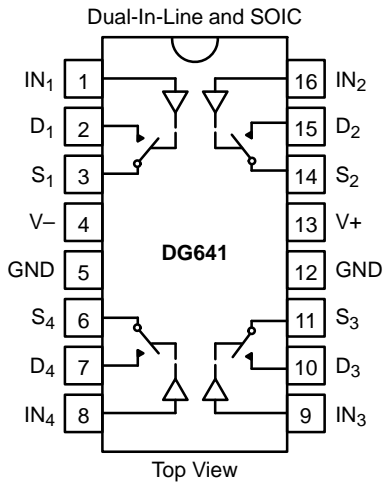 Dual-In-Line and SOIC
IN1 1 16 IN2
D1 2 15 D2
S1 3 14 S2
V– 4 13 V+
DG641
GND 5 12 GND
S4 6 11 S3
D4 7 10 D3
IN4 8 9 IN3
Top View